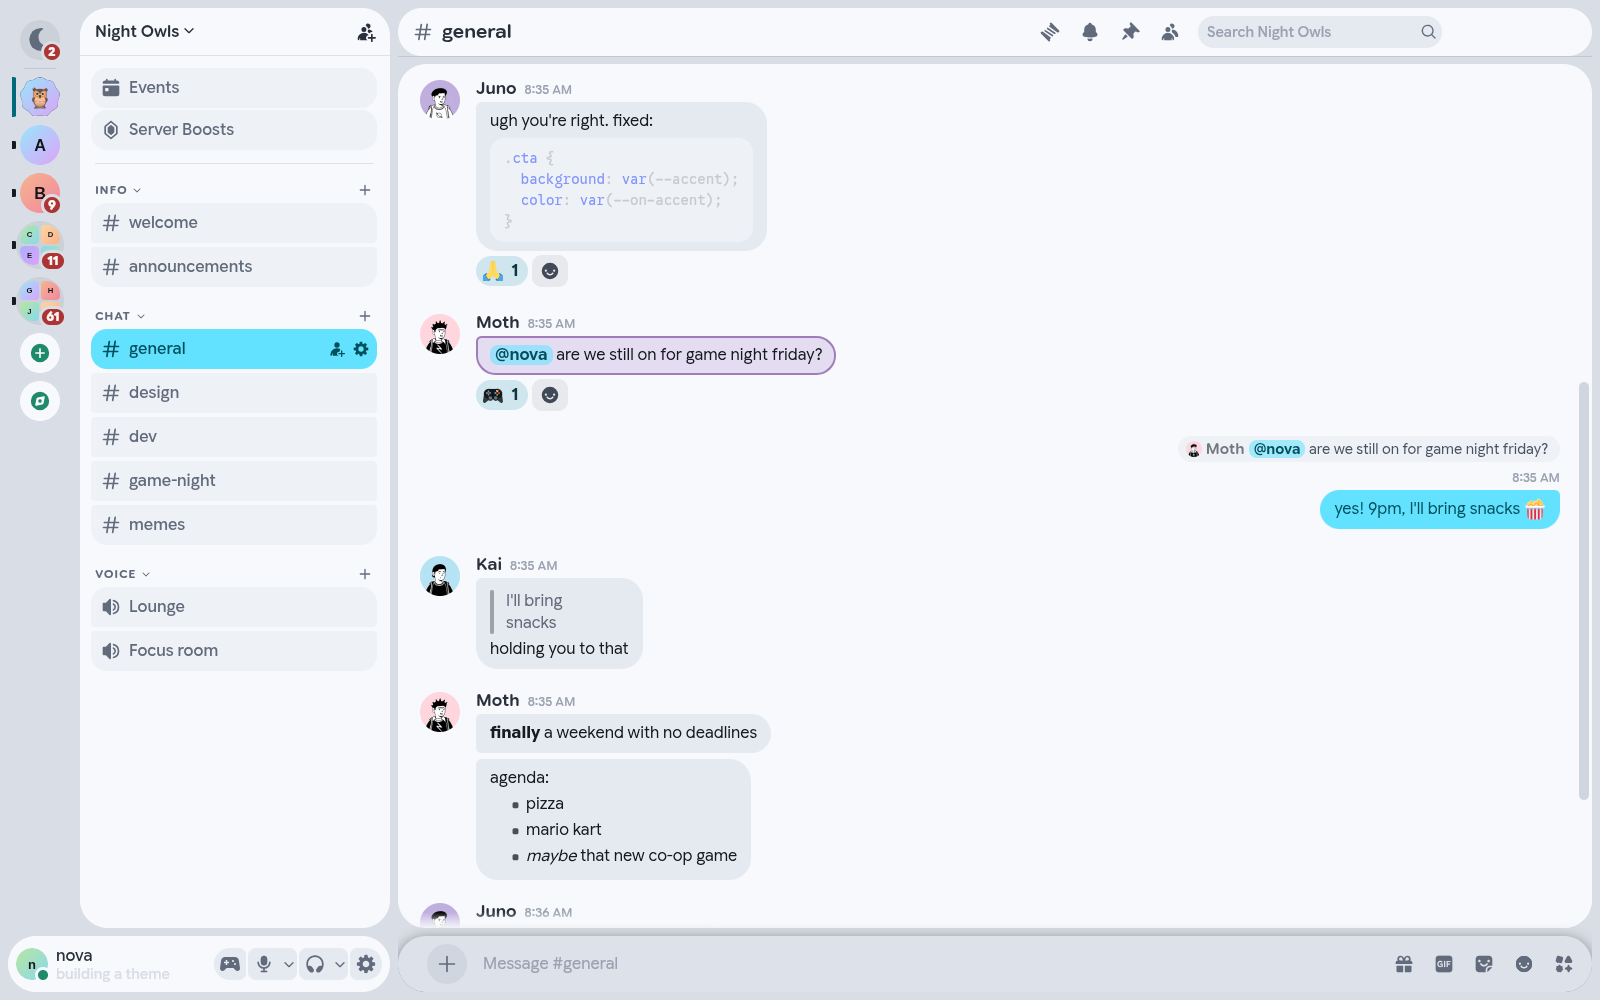 2
A
B
9
C D
E
11
G H
J
61
Night Owls
Events
Server Boosts
INFO
welcome
announcements
CHAT
general
design
dev
game-night
memes
VOICE
Lounge
Focus room
n
nova
building a theme
# general
Search Night Owls
Juno 8:35 AM
ugh you're right. fixed:
.cta {
background: var(--accent);
color: var(--on-accent);
}
🙏 1
Moth 8:35 AM
@nova are we still on for game night friday?
🎮 1
Moth @nova are we still on for game night friday?
8:35 AM
yes! 9pm, I'll bring snacks 🍿
Kai 8:35 AM
I'll bring
snacks
holding you to that
Moth 8:35 AM
finally a weekend with no deadlines
agenda:
▪ pizza
▪ mario kart
▪ maybe that new co-op game
Juno 8:36 AM
Message #general
GIF